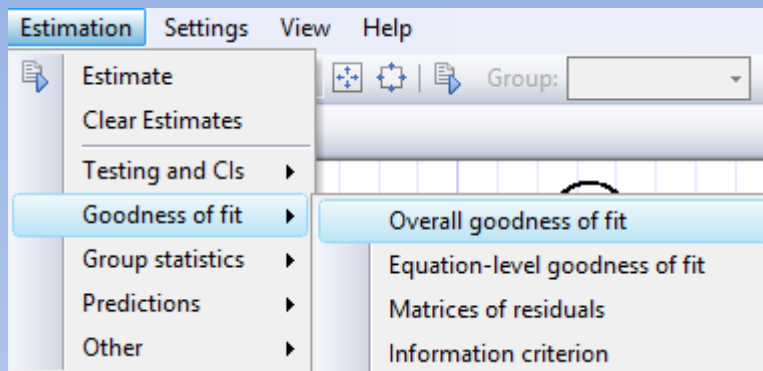 Estimation Settings View Help
Estimate Group:
Clear Estimates
Testing and CIs
Goodness of fit Overall goodness of fit
Group statistics Equation-level goodness of fit
Predictions Matrices of residuals
Other Information criterion